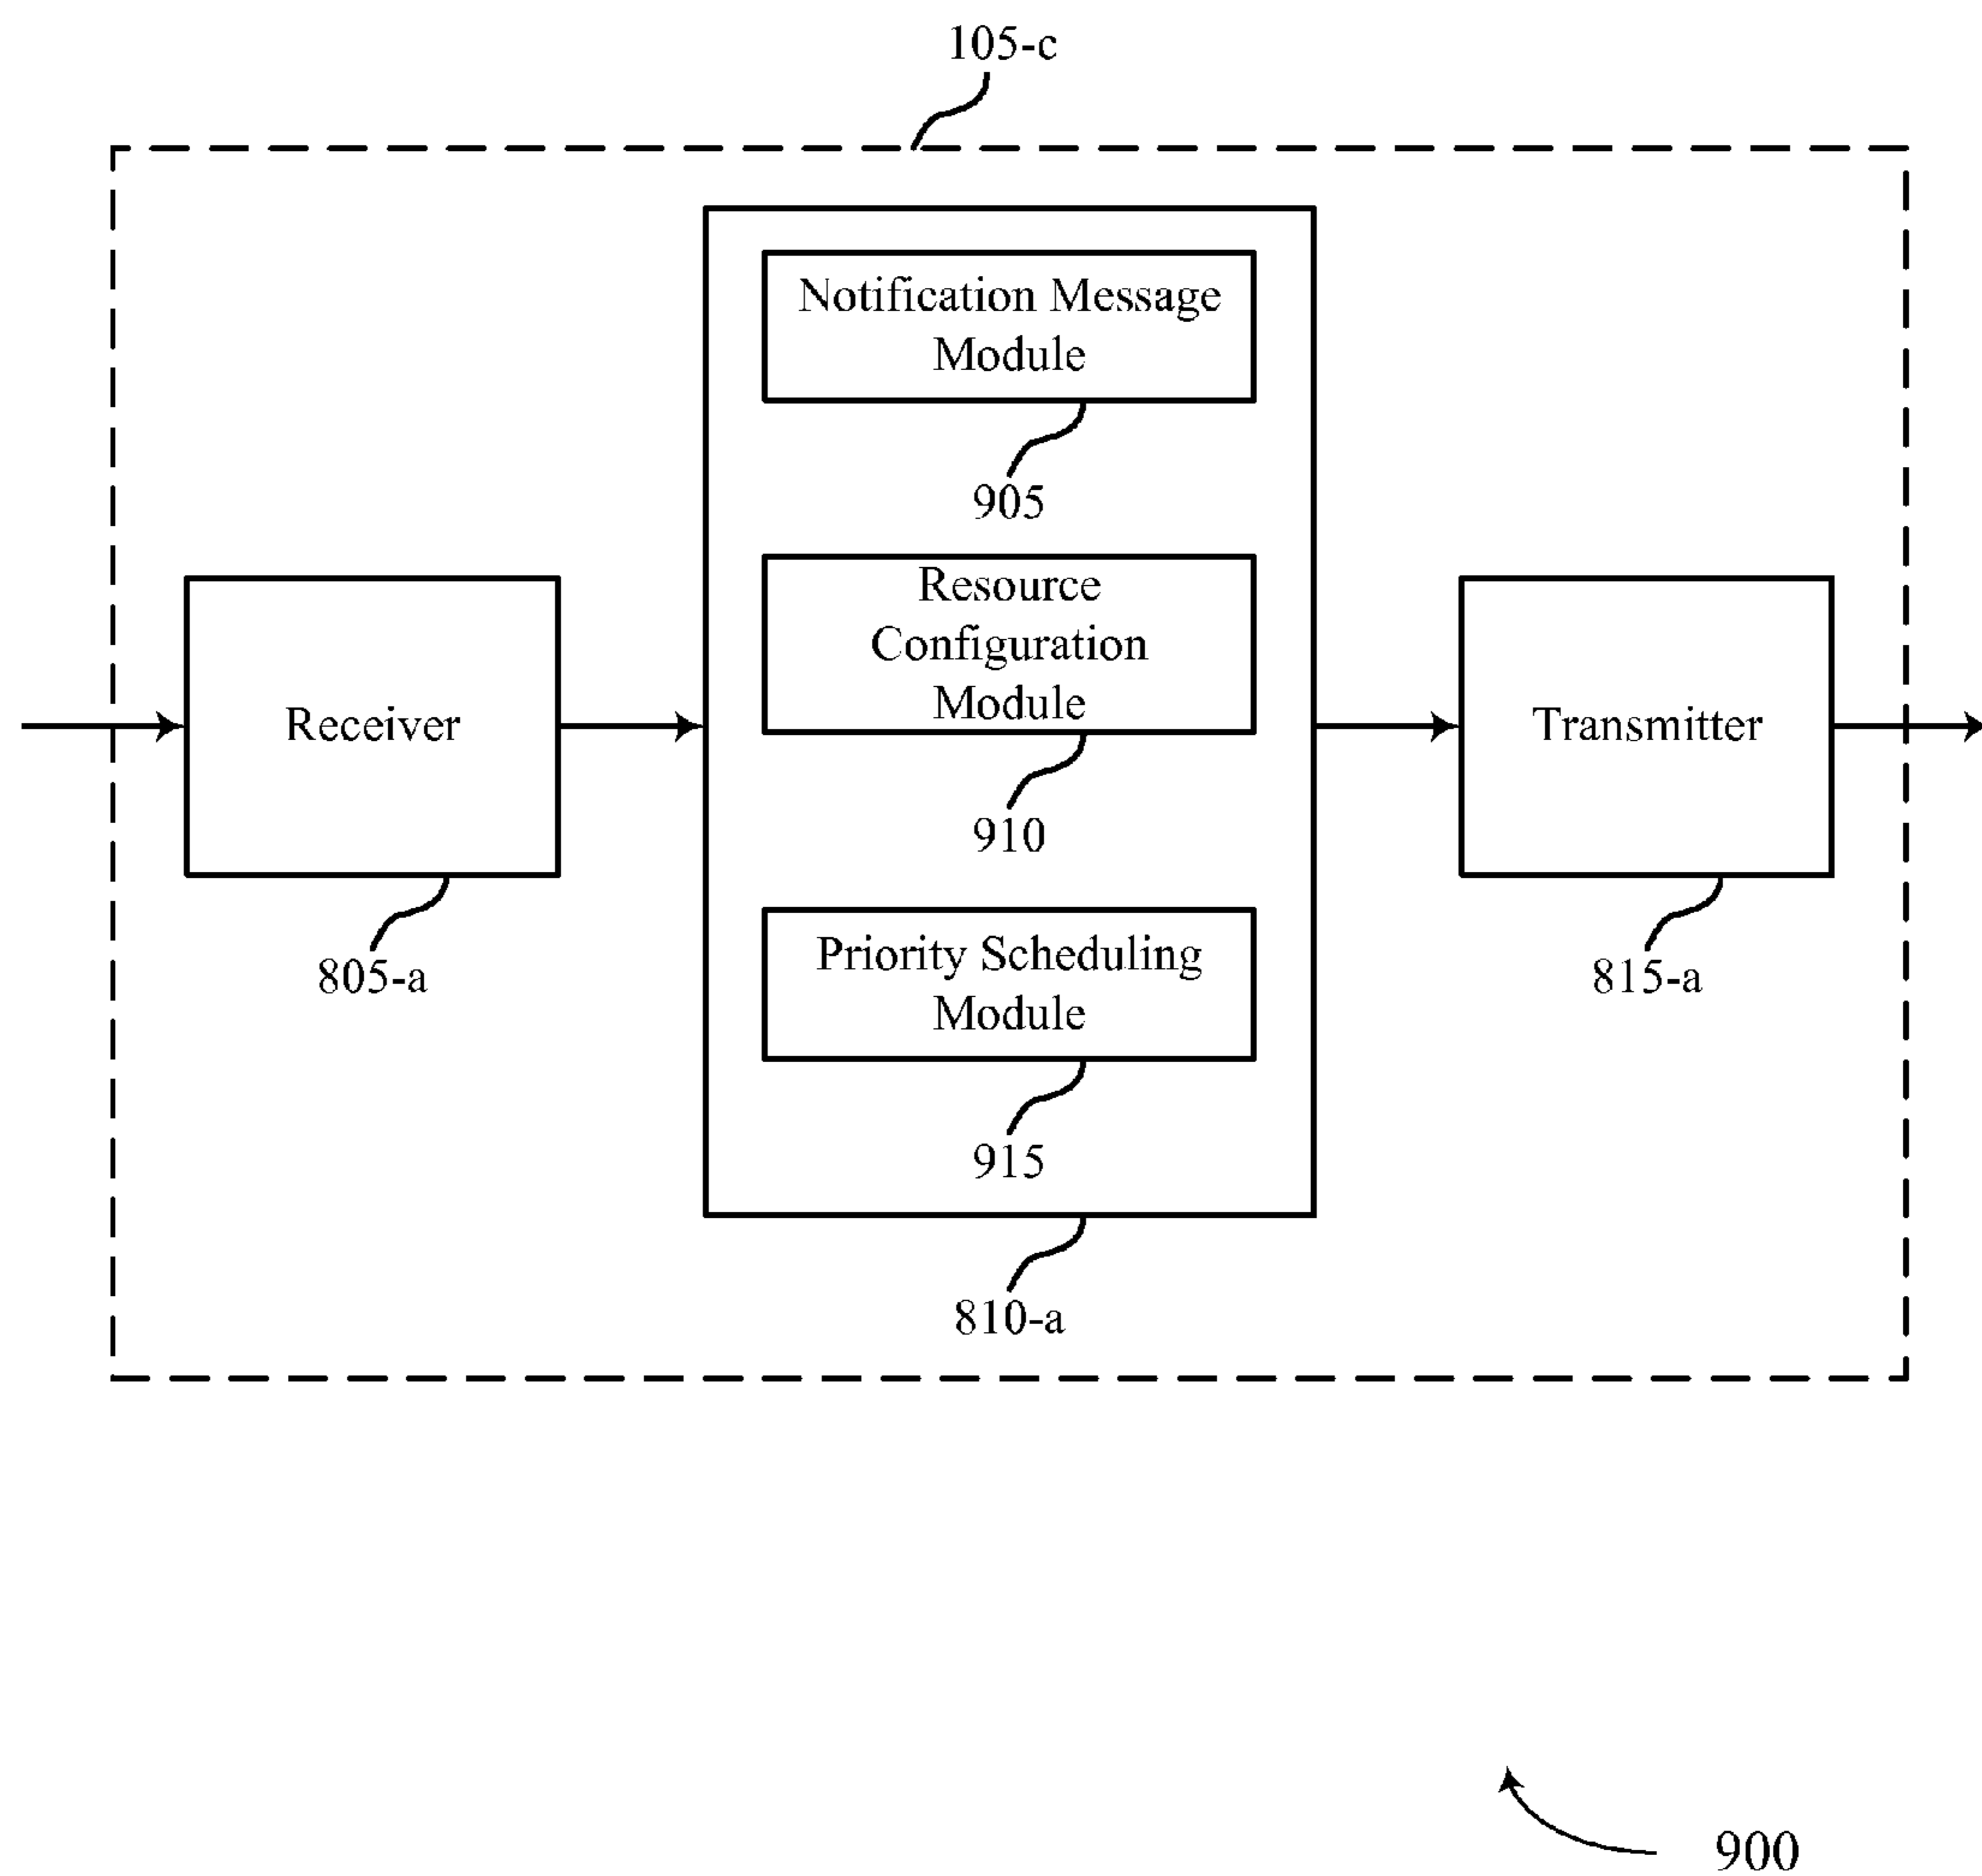 105-c
Notification Message
Module
905
Resource
Configuration
Module
910
Priority Scheduling
Module
915
810-a
Receiver
805-a
Transmitter
815-a
900